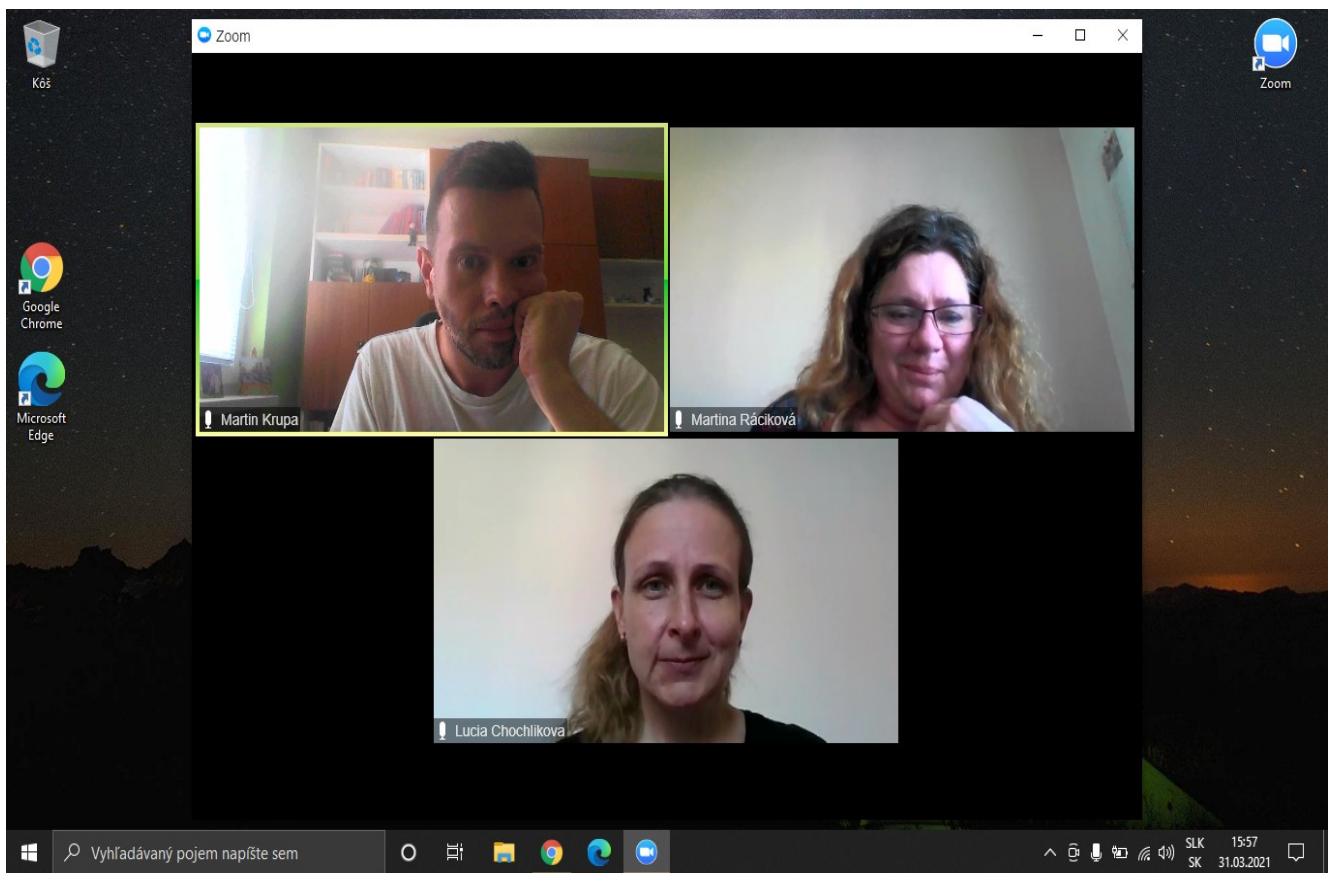 Kôš
Zoom
Zoom
Google
Chrome
Microsoft
Edge
Martin Krupa
Martina Ráciková
Lucia Chochlikova
Vyhľadávaný pojem napíšte sem
SLK
SK
15:57
31.03.2021